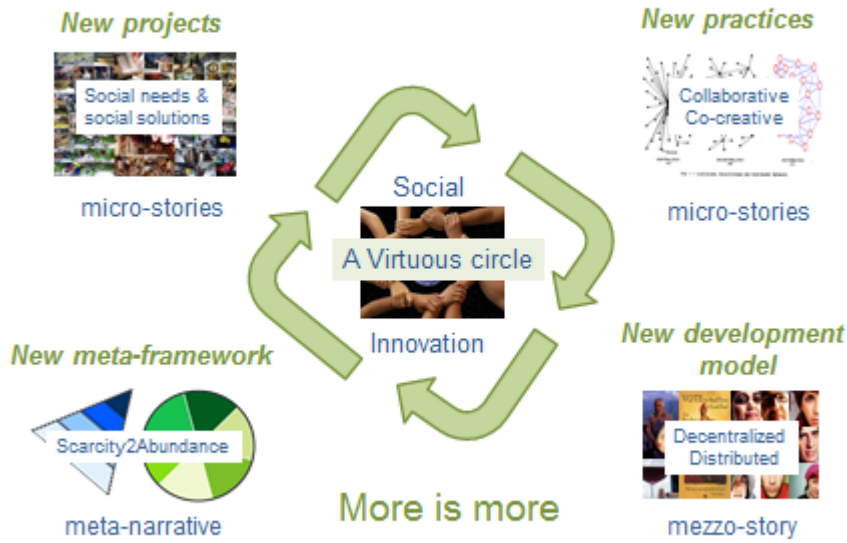 New projects
Social needs &
social solutions
micro-stories
New practices
Collaborative
Co-creative
micro-stories
Social
A Virtuous circle
Innovation
New meta-framework
Scarcity2Abundance
meta-narrative
New development
model
VOTE
Decentralized
Distributed
mezzo-story
More is more